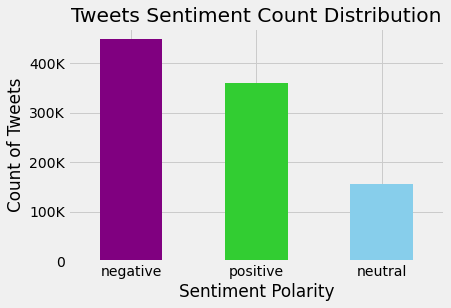 Tweets Sentiment Count Distribution
Count of Tweets
400K
300K
200K
100K
0
negative positive neutral
Sentiment Polarity